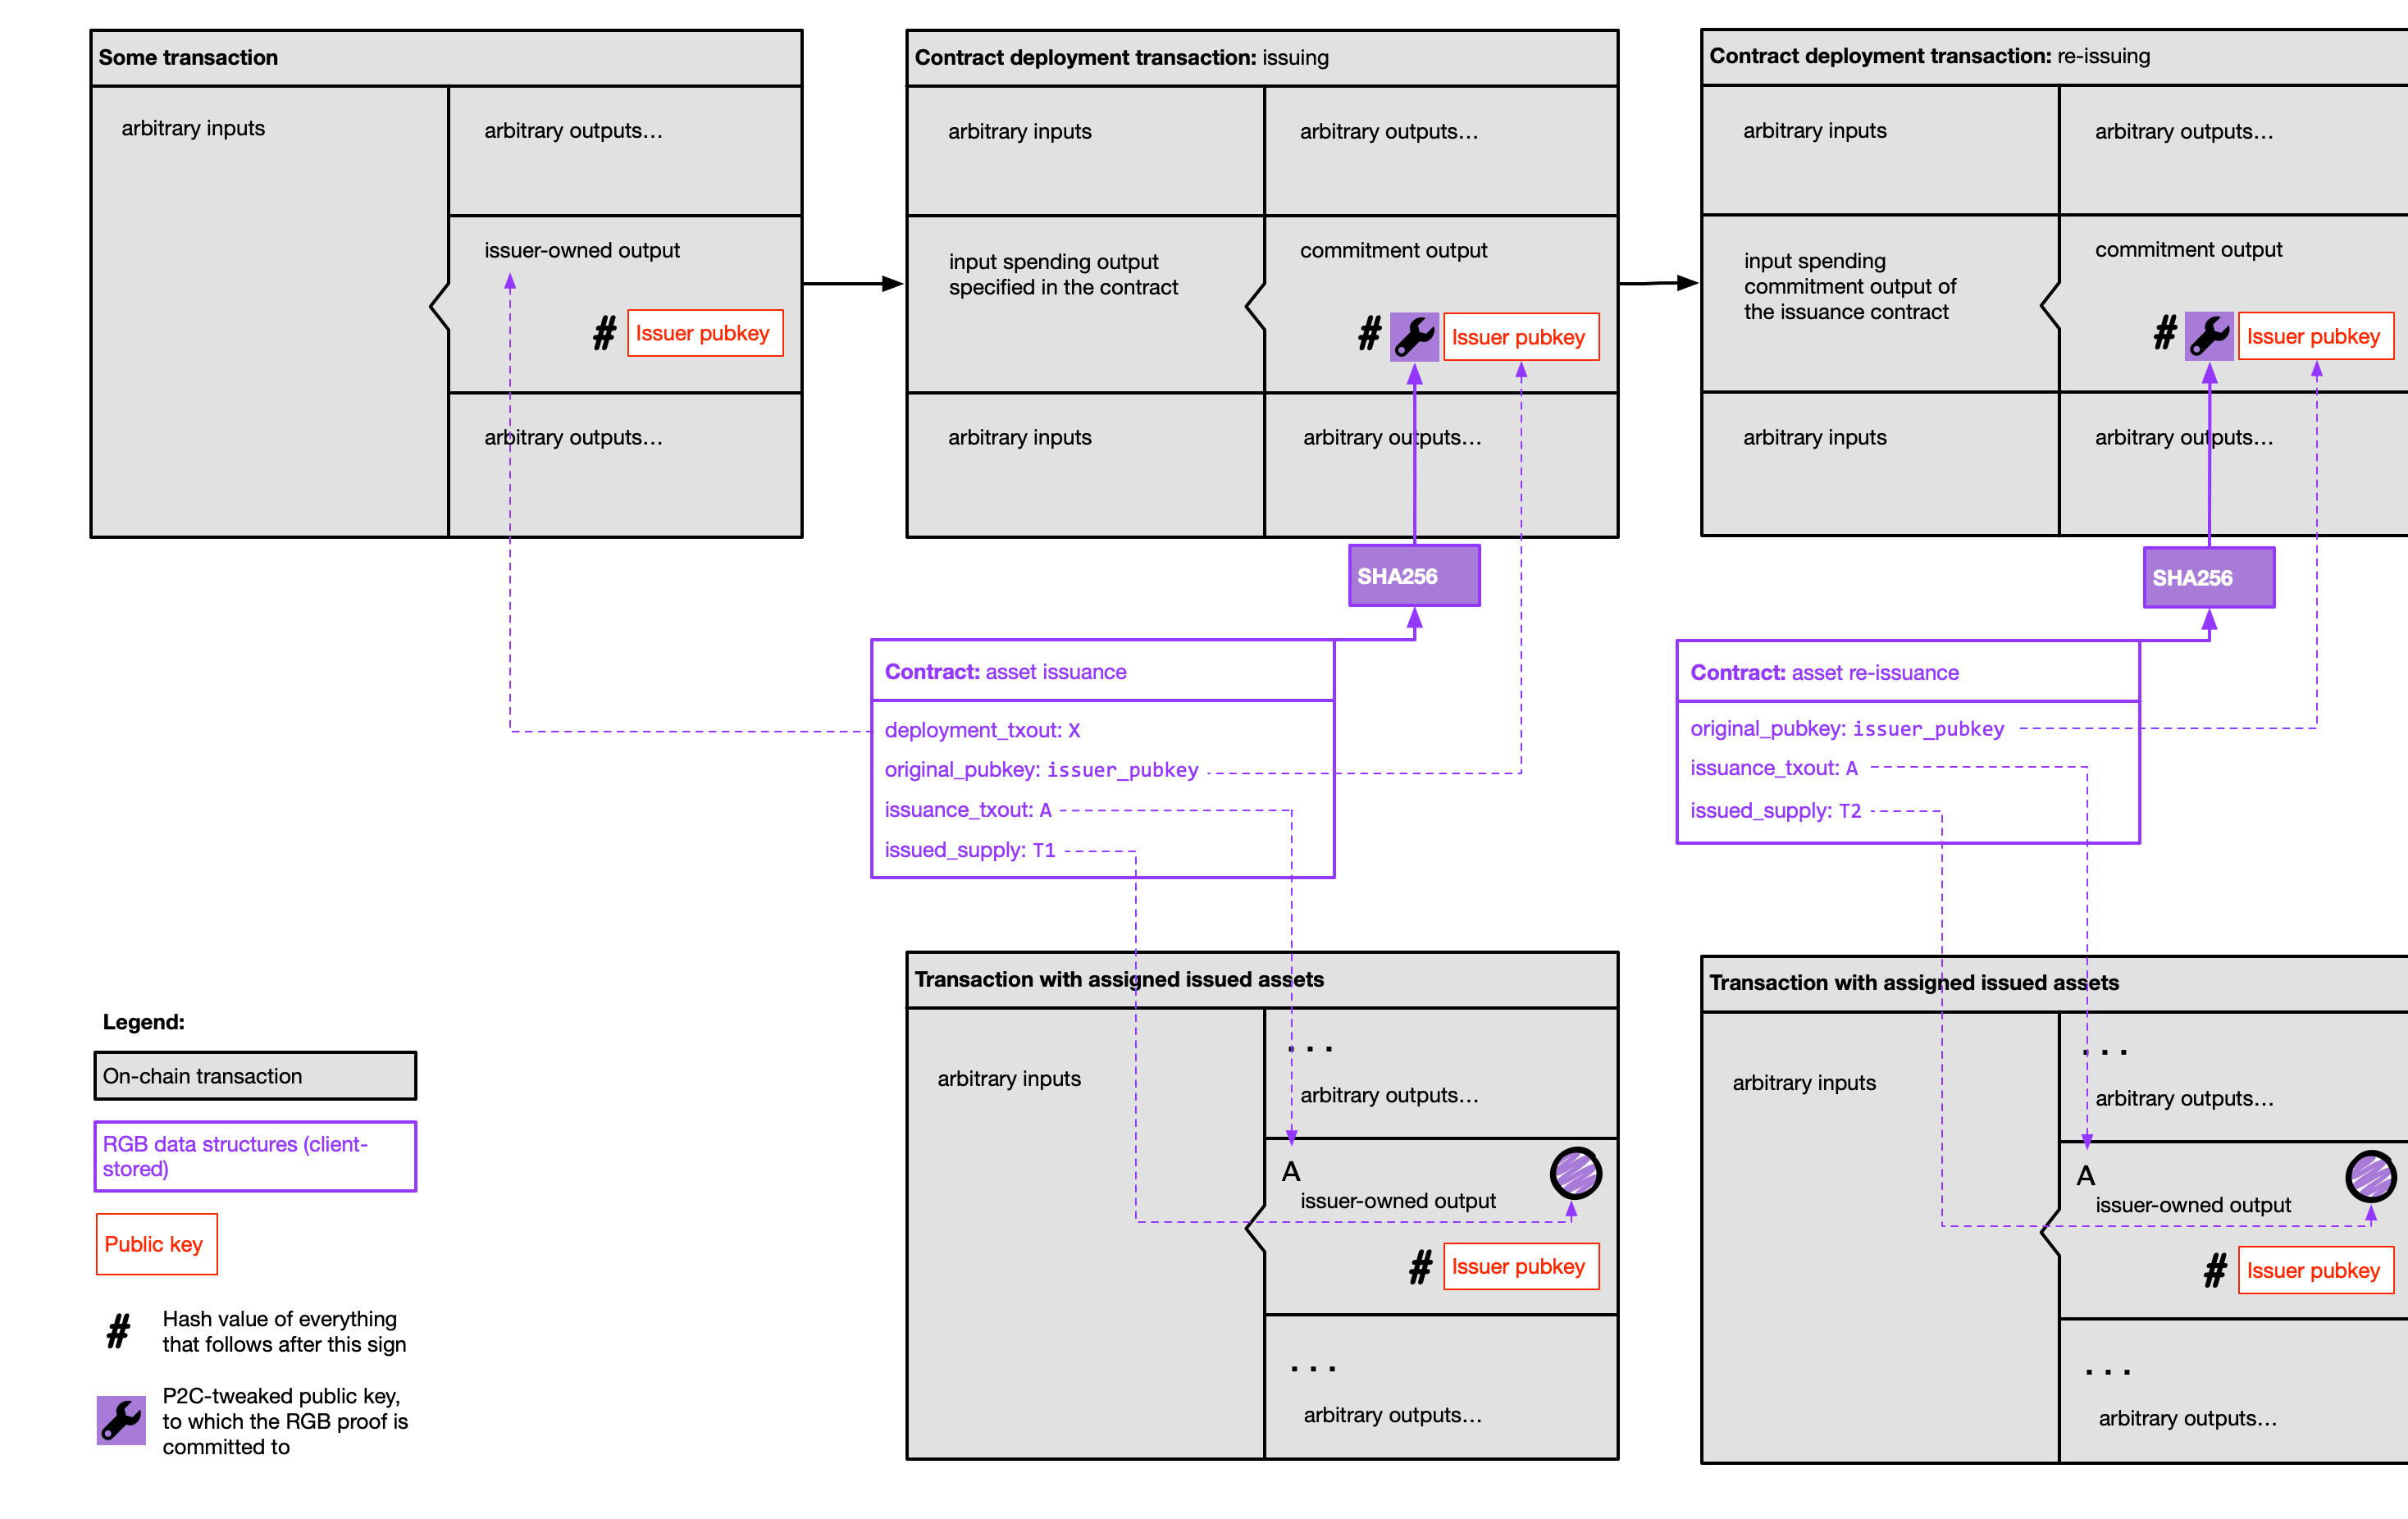 Some transaction
arbitrary inputs
arbitrary outputs...
issuer-owned output
# Issuer pubkey
arbitrary outputs...
Contract deployment transaction: issuing
arbitrary inputs
arbitrary outputs...
input spending output
specified in the contract
commitment output
# Issuer pubkey
arbitrary inputs
arbitrary outputs...
Contract deployment transaction: re-issuing
arbitrary inputs
arbitrary outputs...
input spending
commitment output of
the issuance contract
commitment output
# Issuer pubkey
arbitrary inputs
arbitrary outputs...
SHA256
SHA256
Contract: asset issuance
deployment_txout: X
original_pubkey: issuer_pubkey
issuance_txout: A
issued_supply: T1
Contract: asset re-issuance
original_pubkey: issuer_pubkey
issuance_txout: A
issued_supply: T2
Transaction with assigned issued assets
arbitrary inputs
...
arbitrary outputs...
A
issuer-owned output
# Issuer pubkey
...
arbitrary outputs...
Transaction with assigned issued assets
arbitrary inputs
...
arbitrary outputs...
A
issuer-owned output
# Issuer pubkey
...
arbitrary outputs...
Legend:
On-chain transaction
RGB data structures (client-
stored)
Public key
# Hash value of everything
that follows after this sign
P2C-tweaked public key,
to which the RGB proof is
committed to